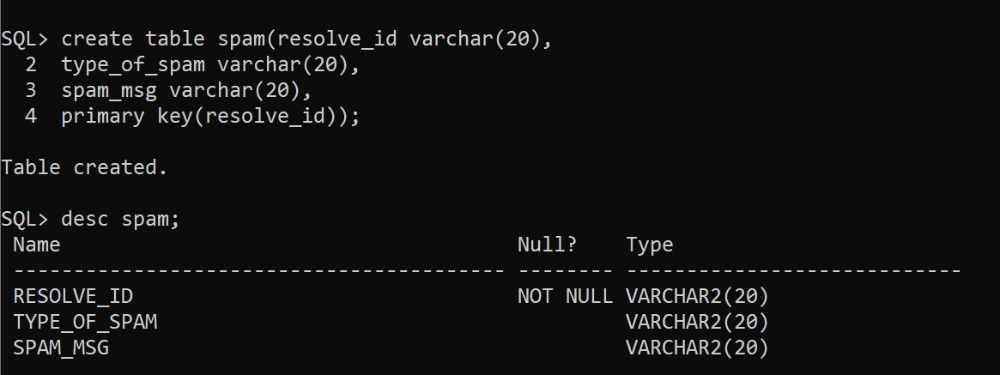 SQL> create table spam(resolve_id varchar(20),
  2  type_of_spam varchar(20),
  3  spam_msg varchar(20),
  4  primary key(resolve_id));
Table created.
SQL> desc spam;
 Name                                      Null?    Type
 ----------------------------------------- -------- ----------------------------
 RESOLVE_ID                                NOT NULL VARCHAR2(20)
 TYPE_OF_SPAM                                       VARCHAR2(20)
 SPAM_MSG                                           VARCHAR2(20)